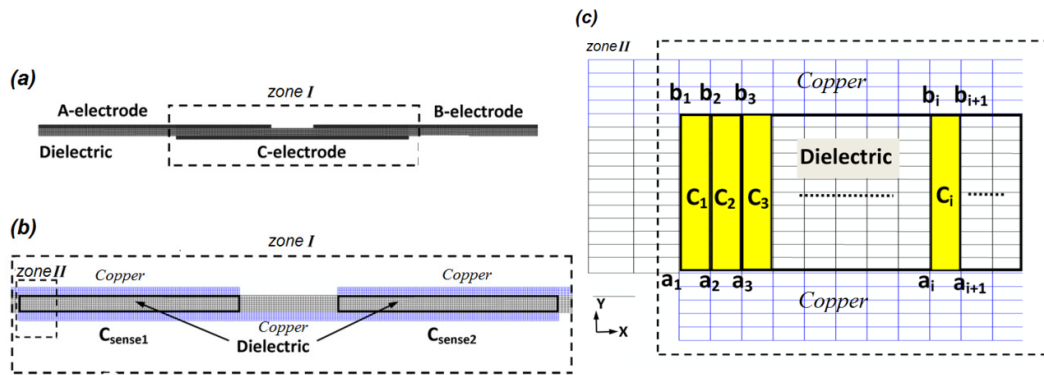 (a)
zone I
A-electrode
B-electrode
Dielectric
C-electrode
(b)
zone I
zone II
Copper
Copper
Copper
Csense1
Dielectric
Csense2
(c)
zone II
Copper
b1 b2 b3 bi bi+1
Dielectric
C1 C2 C3 Ci
a1 a2 a3 ai ai+1
Copper
Y
X